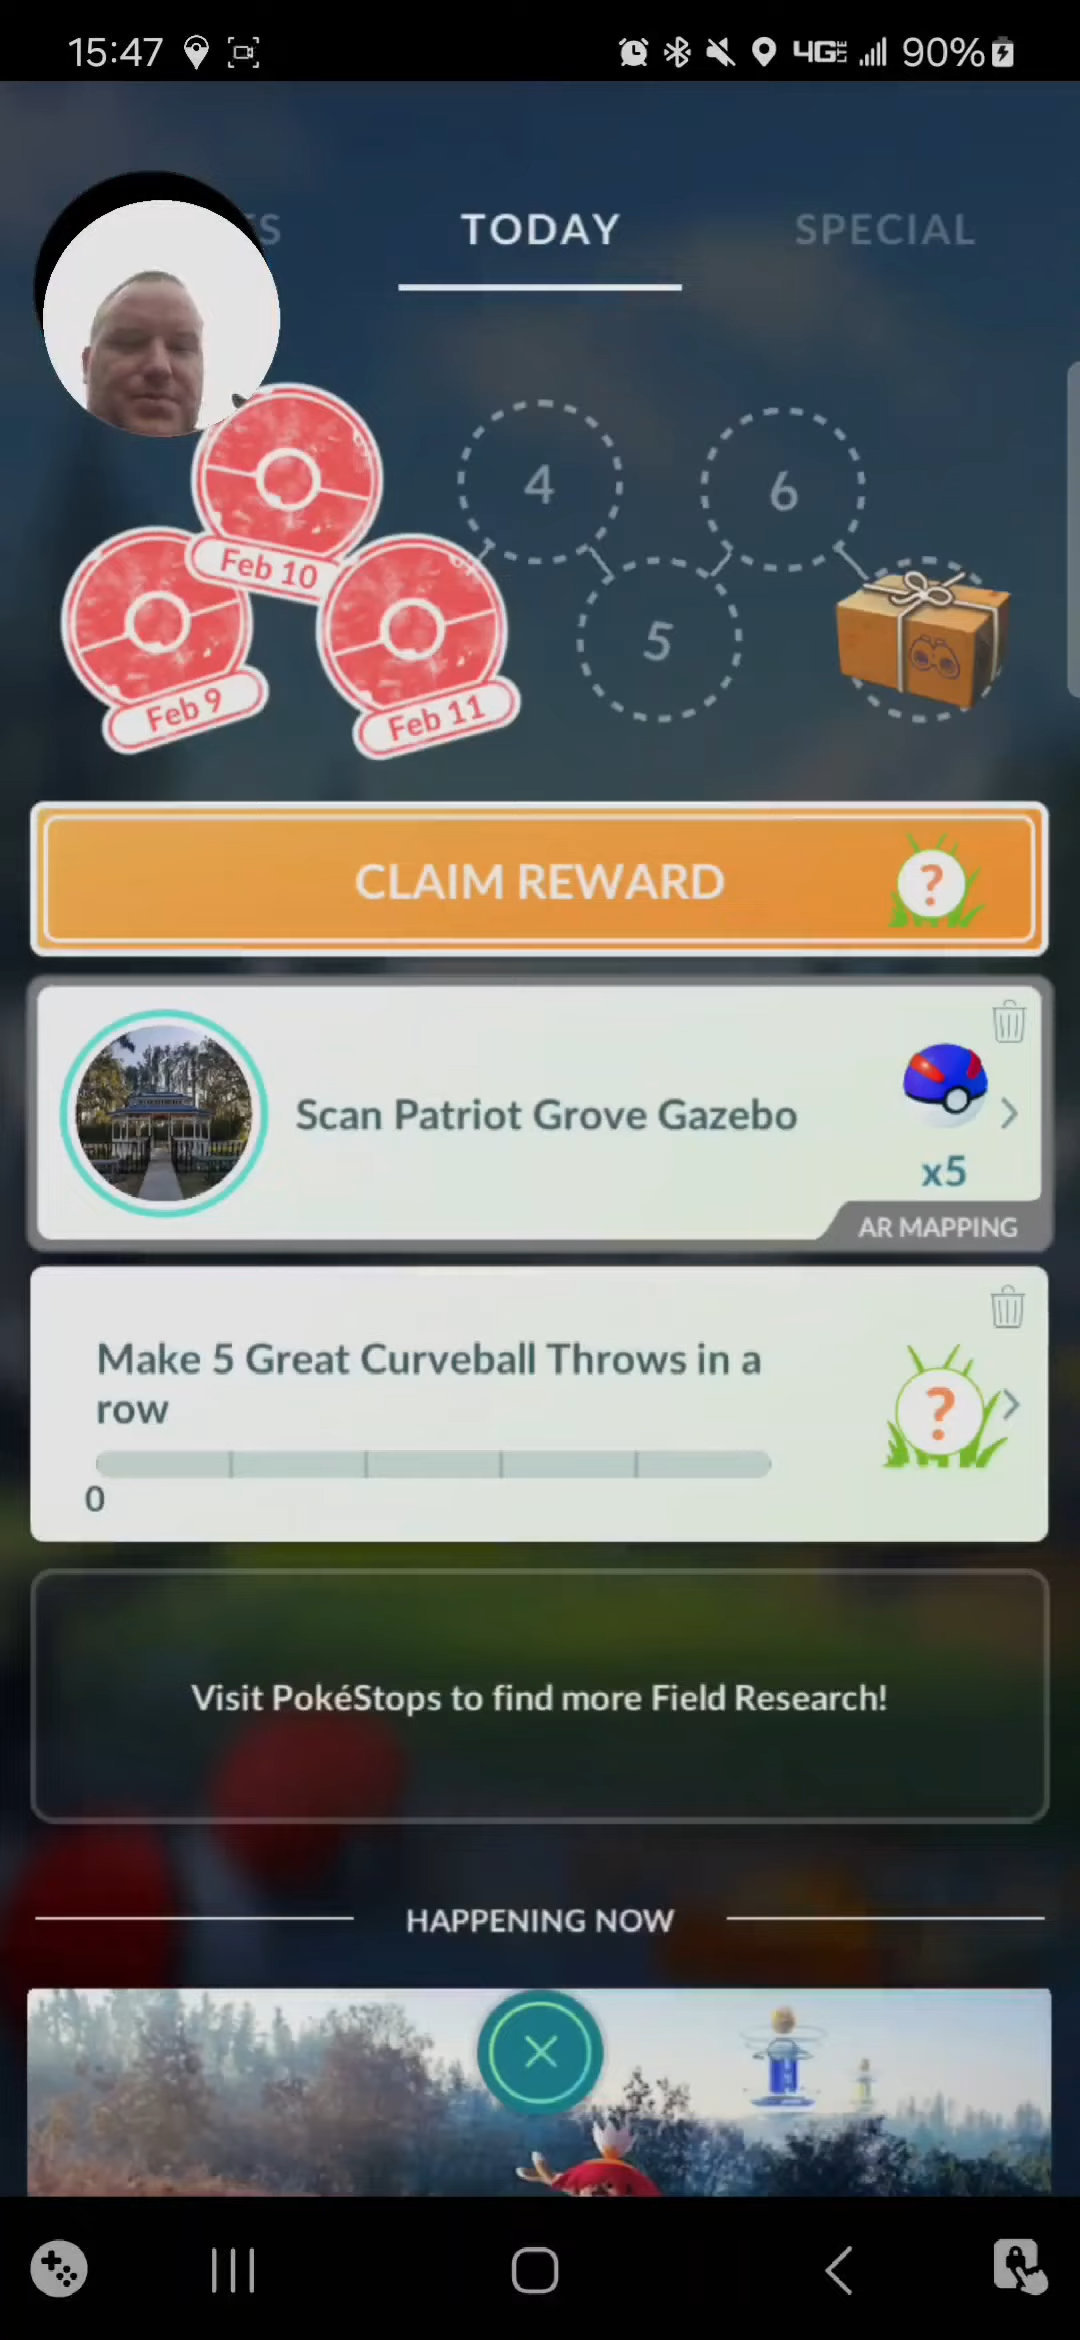 15:47
4G LTE 90%
TODAY
SPECIAL
4
6
5
Feb 10
Feb 9
Feb 11
CLAIM REWARD
?
Scan Patriot Grove Gazebo
x5
AR MAPPING
Make 5 Great Curveball Throws in a
row
?
0
Visit PokéStops to find more Field Research!
HAPPENING NOW